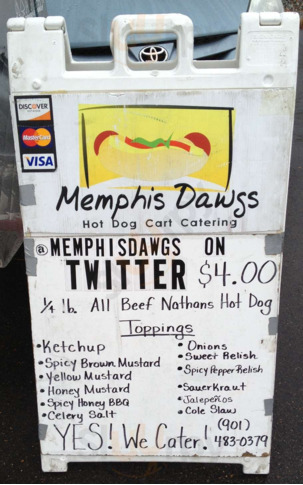 DISCOVER
MasterCard
VISA
Memphis Dawgs
Hot Dog Cart Catering
@MEMPHISDAWGS ON
TWITTER $4.00
1/4 lb. All Beef Nathans Hot Dog
Toppings
• Ketchup
• Spicy Brown Mustard
• Yellow Mustard
• Honey Mustard
• Spicy Honey BBQ
• Celery Salt
• Onions
• Sweet Relish
• Spicy Pepper Relish
• Sauerkraut
• Jalepeños
• Cole Slaw
YES! We Cater! (901)
483-0379